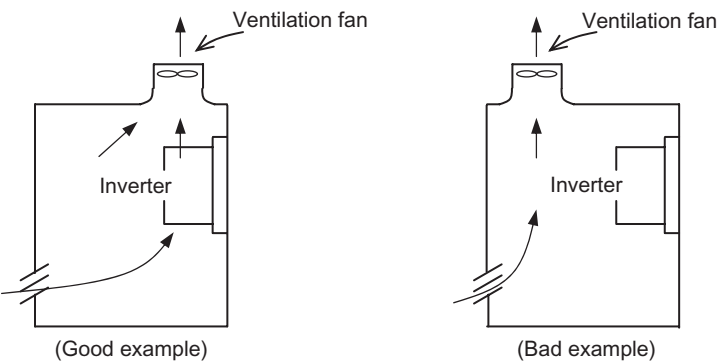 Ventilation fan
Inverter
(Good example)
Ventilation fan
Inverter
(Bad example)